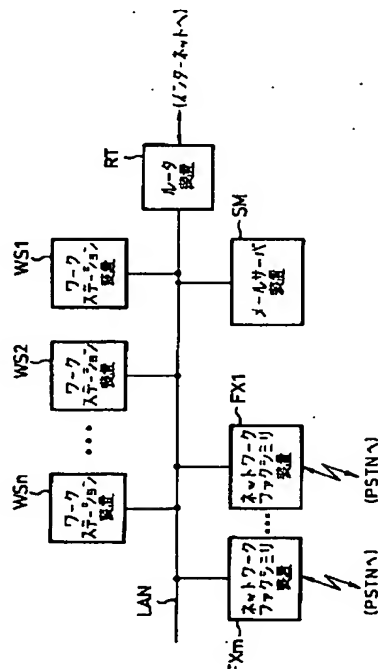 (インターネットへ)
RT
ルータ
装置
WS1
ワーク
ステーション
装置
SM
メールサーバ
装置
WS2
ワーク
ステーション
装置
FX1
ネットワーク
ファクシミリ
装置
(PSTNへ)
WSn
ワーク
ステーション
装置
LAN
FXm
ネットワーク
ファクシミリ
装置
(PSTNへ)